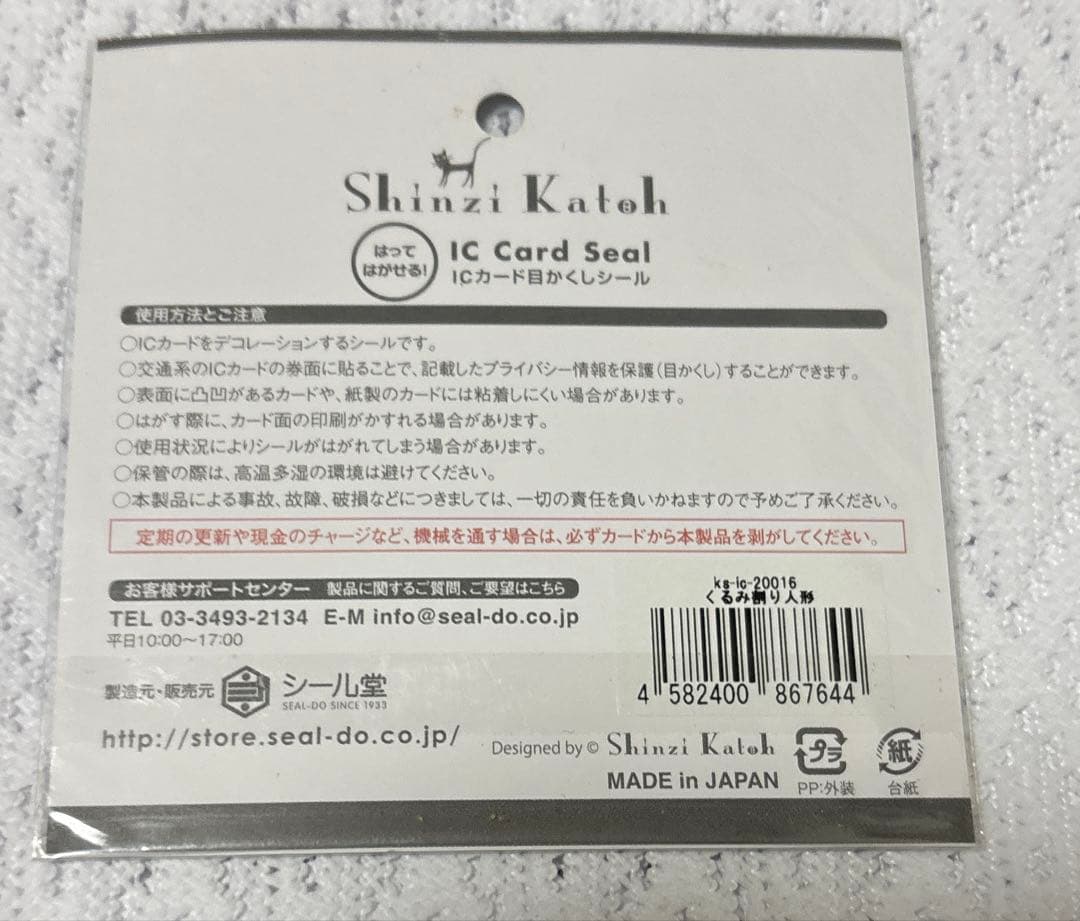 Shinzi Katoh
はって
はがせる!
IC Card Seal
ICカード目かくしシール
使用方法とご注意
○ICカードをデコレーションするシールです。
○交通系のICカードの券面に貼ることで、記載したプライバシー情報を保護(目かくし)することができます。
○表面に凸凹があるカードや、紙製のカードには粘着しにくい場合があります。
○はがす際に、カード面の印刷がかすれる場合があります。
○使用状況によりシールがはがれてしまう場合があります。
○保管の際は、高温多湿の環境は避けてください。
○本製品による事故、故障、破損などにつきましては、一切の責任を負いかねますので予めご了承ください。
定期の更新や現金のチャージなど、機械を通す場合は、必ずカードから本製品を剥がしてください。
お客様サポートセンター 製品に関するご質問、ご要望はこちら
TEL 03-3493-2134 E-M info@seal-do.co.jp
平日10:00~17:00
ks-ic-20016
くるみ割り人形
4 582400 867644
製造元・販売元 シール堂
SEAL-DO SINCE 1933
http://store.seal-do.co.jp/
Designed by © Shinzi Katoh
MADE in JAPAN
プラ
PP:外装
紙
台紙